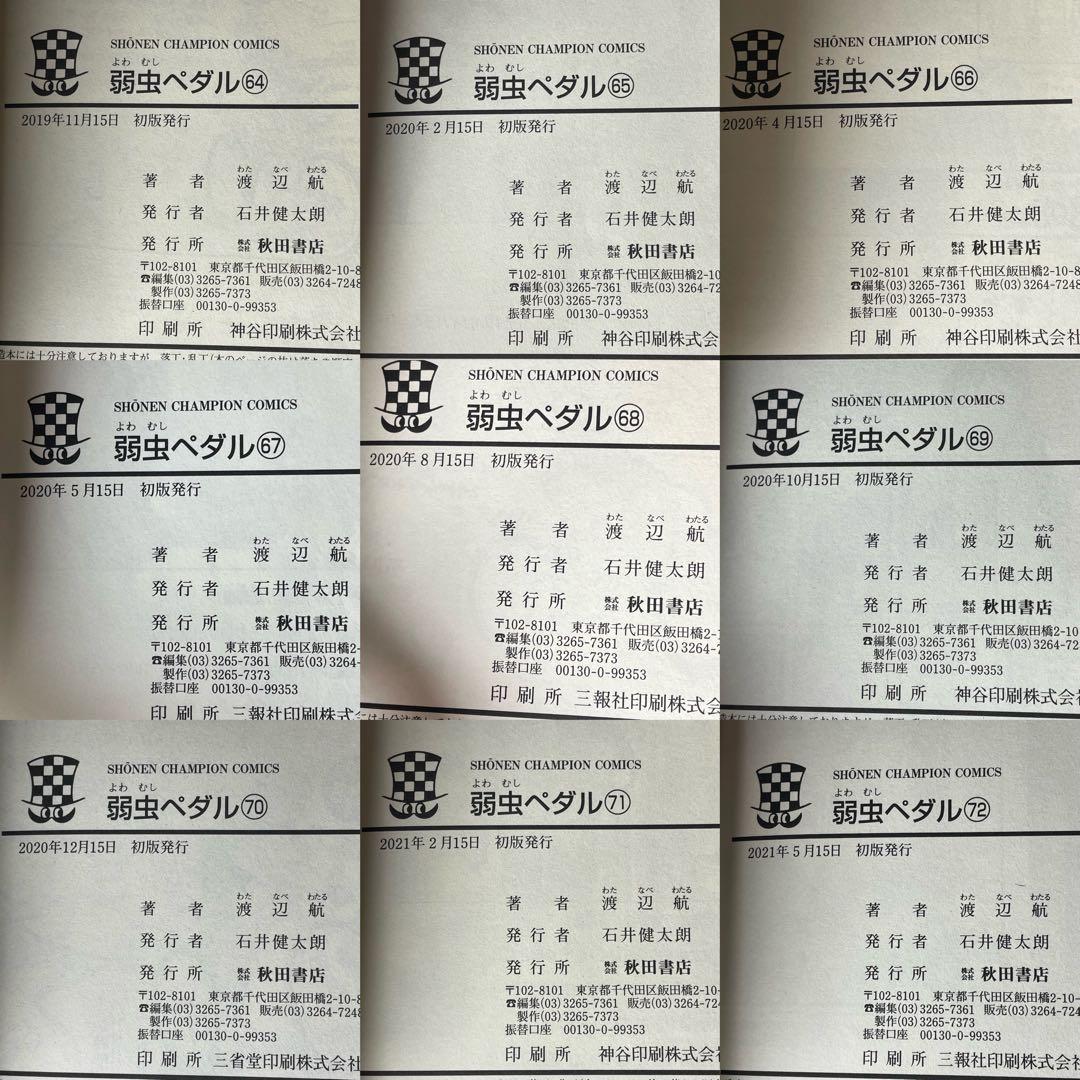 SHŌNEN CHAMPION COMICS
よわ むし
弱虫ペダル64
2019年11月15日 初版発行
わた なべ わたる
著 者 渡 辺 航
発 行 者 石井健太朗
発 行 所 株式会社 秋田書店
〒102-8101 東京都千代田区飯田橋2-10-8
☎編集(03)3265-7361 販売(03)3264-7248
製作(03)3265-7373
振替口座 00130-0-99353
印 刷 所 神谷印刷株式会社
SHŌNEN CHAMPION COMICS
よわ むし
弱虫ペダル65
2020年2月15日 初版発行
わた なべ わたる
著 者 渡 辺 航
発 行 者 石井健太朗
発 行 所 株式会社 秋田書店
〒102-8101 東京都千代田区飯田橋2-10
☎編集(03)3265-7361 販売(03)3264-72
製作(03)3265-7373
振替口座 00130-0-99353
印 刷 所 神谷印刷株式会
SHŌNEN CHAMPION COMICS
よわ むし
弱虫ペダル66
2020年4月15日 初版発行
わた なべ わたる
著 者 渡 辺 航
発 行 者 石井健太朗
発 行 所 株式会社 秋田書店
〒102-8101 東京都千代田区飯田橋2-10
☎編集(03)3265-7361 販売(03)3264-7248
製作(03)3265-7373
振替口座 00130-0-99353
印 刷 所 神谷印刷株式会社
SHŌNEN CHAMPION COMICS
よわ むし
弱虫ペダル67
2020年5月15日 初版発行
わた なべ わたる
著 者 渡 辺 航
発 行 者 石井健太朗
発 行 所 株式会社 秋田書店
〒102-8101 東京都千代田区飯田橋2-
☎編集(03)3265-7361 販売(03)3264-
製作(03)3265-7373
振替口座 00130-0-99353
印 刷 所 三報社印刷株式会
SHŌNEN CHAMPION COMICS
よわ むし
弱虫ペダル68
2020年8月15日 初版発行
わた なべ わたる
著 者 渡 辺 航
発 行 者 石井健太朗
発 行 所 株式会社 秋田書店
〒102-8101 東京都千代田区飯田橋2-
☎編集(03)3265-7361 販売(03)3264-7
製作(03)3265-7373
振替口座 00130-0-99353
印 刷 所 三報社印刷株式会
SHŌNEN CHAMPION COMICS
よわ むし
弱虫ペダル69
2020年10月15日 初版発行
わた なべ わたる
著 者 渡 辺 航
発 行 者 石井健太朗
発 行 所 株式会社 秋田書店
〒102-8101 東京都千代田区飯田橋2-10
☎編集(03)3265-7361 販売(03)3264-72
製作(03)3265-7373
振替口座 00130-0-99353
印 刷 所 神谷印刷株式会
SHŌNEN CHAMPION COMICS
よわ むし
弱虫ペダル70
2020年12月15日 初版発行
わた なべ わたる
著 者 渡 辺 航
発 行 者 石井健太朗
発 行 所 株式会社 秋田書店
〒102-8101 東京都千代田区飯田橋2-10-8
☎編集(03)3265-7361 販売(03)3264-724
製作(03)3265-7373
振替口座 00130-0-99353
印 刷 所 三省堂印刷株式会社
SHŌNEN CHAMPION COMICS
よわ むし
弱虫ペダル71
2021年2月15日 初版発行
わた なべ わたる
著 者 渡 辺 航
発 行 者 石井健太朗
発 行 所 株式会社 秋田書店
〒102-8101 東京都千代田区飯田橋2-10
☎編集(03)3265-7361 販売(03)3264-724
製作(03)3265-7373
振替口座 00130-0-99353
印 刷 所 神谷印刷株式会社
SHŌNEN CHAMPION COMICS
よわ むし
弱虫ペダル72
2021年5月15日 初版発行
わた なべ わたる
著 者 渡 辺 航
発 行 者 石井健太朗
発 行 所 株式会社 秋田書店
〒102-8101 東京都千代田区飯田橋2-10
☎編集(03)3265-7361 販売(03)3264-72
製作(03)3265-7373
振替口座 00130-0-99353
印 刷 所 三報社印刷株式会